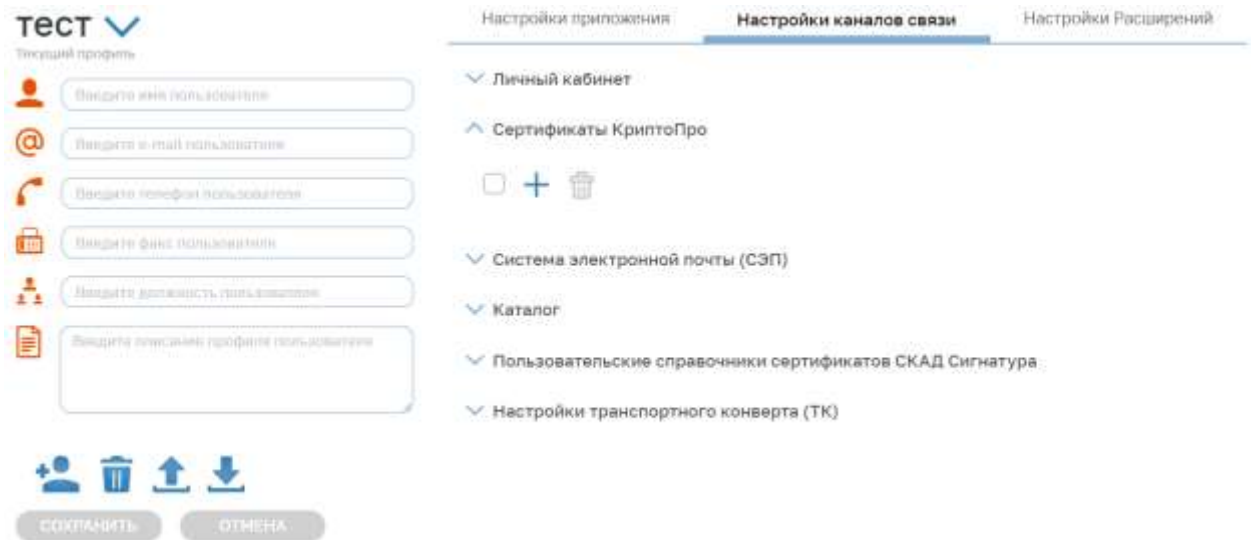 тест
Текущий профиль
Введите имя пользователя
Введите e-mail пользователя
Введите телефон пользователя
Введите факс пользователя
Введите должность пользователя
Введите описание профиля пользователя
СОХРАНИТЬ ОТМЕНА
Настройки приложения Настройки каналов связи Настройки Расширений
Личный кабинет
Сертификаты КриптоПро
Система электронной почты (СЭП)
Каталог
Пользовательские справочники сертификатов СКАД Сигнатура
Настройки транспортного конверта (ТК)